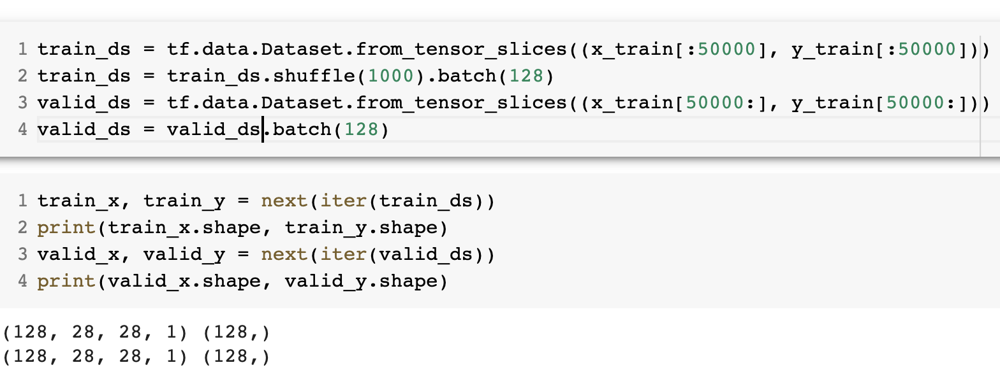 1 train_ds = tf.data.Dataset.from_tensor_slices((x_train[:50000], y_train[:50000]))
2 train_ds = train_ds.shuffle(1000).batch(128)
3 valid_ds = tf.data.Dataset.from_tensor_slices((x_train[50000:], y_train[50000:]))
4 valid_ds = valid_ds.batch(128)
1 train_x, train_y = next(iter(train_ds))
2 print(train_x.shape, train_y.shape)
3 valid_x, valid_y = next(iter(valid_ds))
4 print(valid_x.shape, valid_y.shape)
(128, 28, 28, 1) (128,)
(128, 28, 28, 1) (128,)